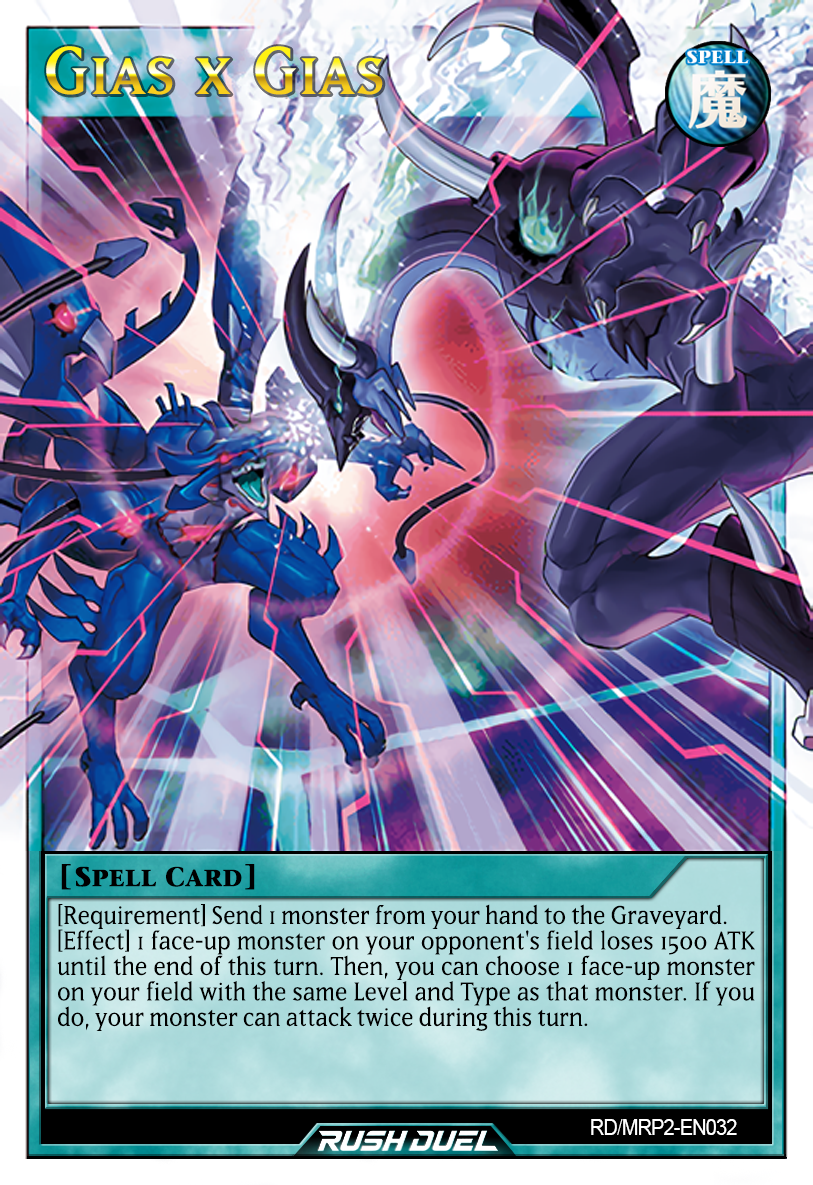 Gias x Gias
SPELL
魔
[Spell Card]
[Requirement] Send 1 monster from your hand to the Graveyard.
[Effect] 1 face-up monster on your opponent's field loses 1500 ATK
until the end of this turn. Then, you can choose 1 face-up monster
on your field with the same Level and Type as that monster. If you
do, your monster can attack twice during this turn.
RD/MRP2-EN032
RUSH DUEL